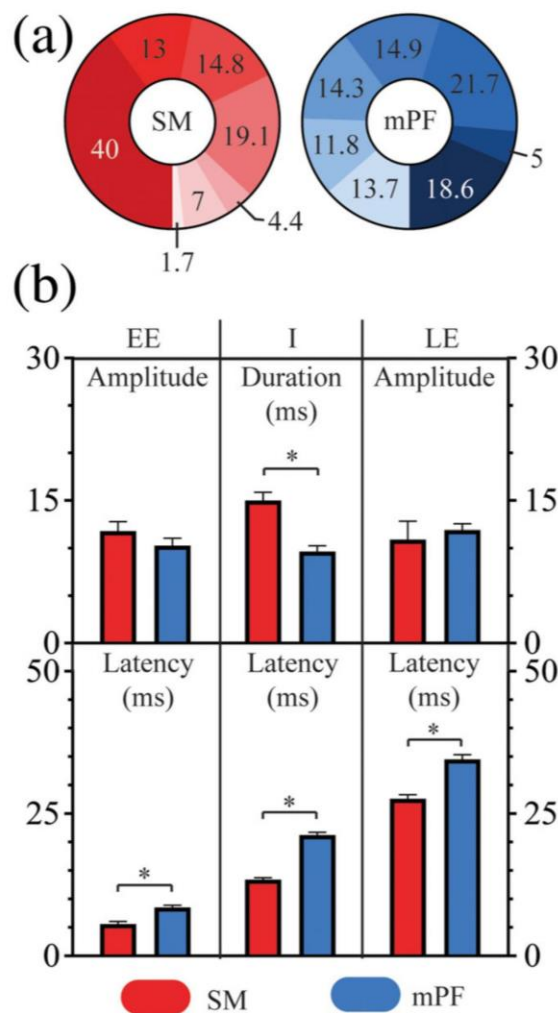 (a)
13
14.8
40
SM
19.1
7
4.4
1.7
14.9
14.3
21.7
mPF
11.8
5
13.7
18.6
(b)
EE I LE
30 Amplitude Duration Amplitude 30
(ms)
*
15 15
0 0
50 Latency Latency Latency 50
(ms) (ms) (ms)
*
25 * 25
*
0 0
SM mPF